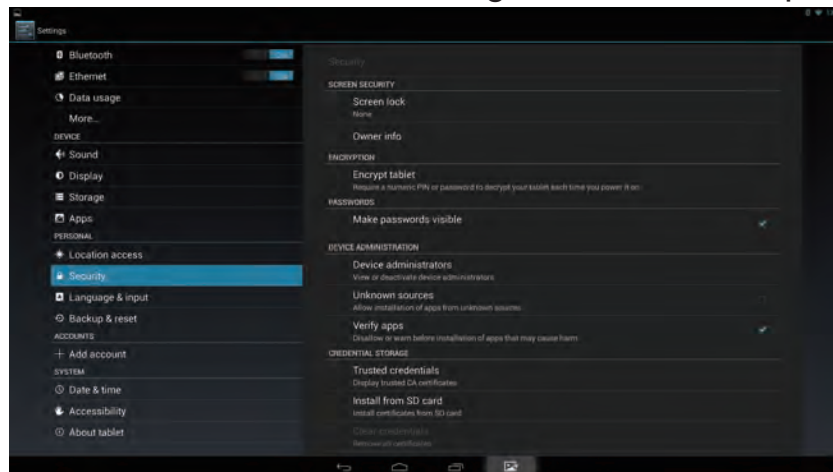 Settings
Bluetooth
Ethernet
Data usage
More...
DEVICE
Sound
Display
Storage
Apps
PERSONAL
Location access
Security
Language & input
Backup & reset
ACCOUNTS
Add account
SYSTEM
Date & time
Accessibility
About tablet
Security
SCREEN SECURITY
Screen lock
None
Owner info
ENCRYPTION
Encrypt tablet
Require a numeric PIN or password to decrypt your tablet each time you power it on
PASSWORDS
Make passwords visible
DEVICE ADMINISTRATION
Device administrators
View or deactivate device administrators
Unknown sources
Allow installation of apps from unknown sources
Verify apps
Disallow or warn before installation of apps that may cause harm
CREDENTIAL STORAGE
Trusted credentials
Display trusted CA certificates
Install from SD card
Install certificates from SD card
Clear credentials
Remove all certificates